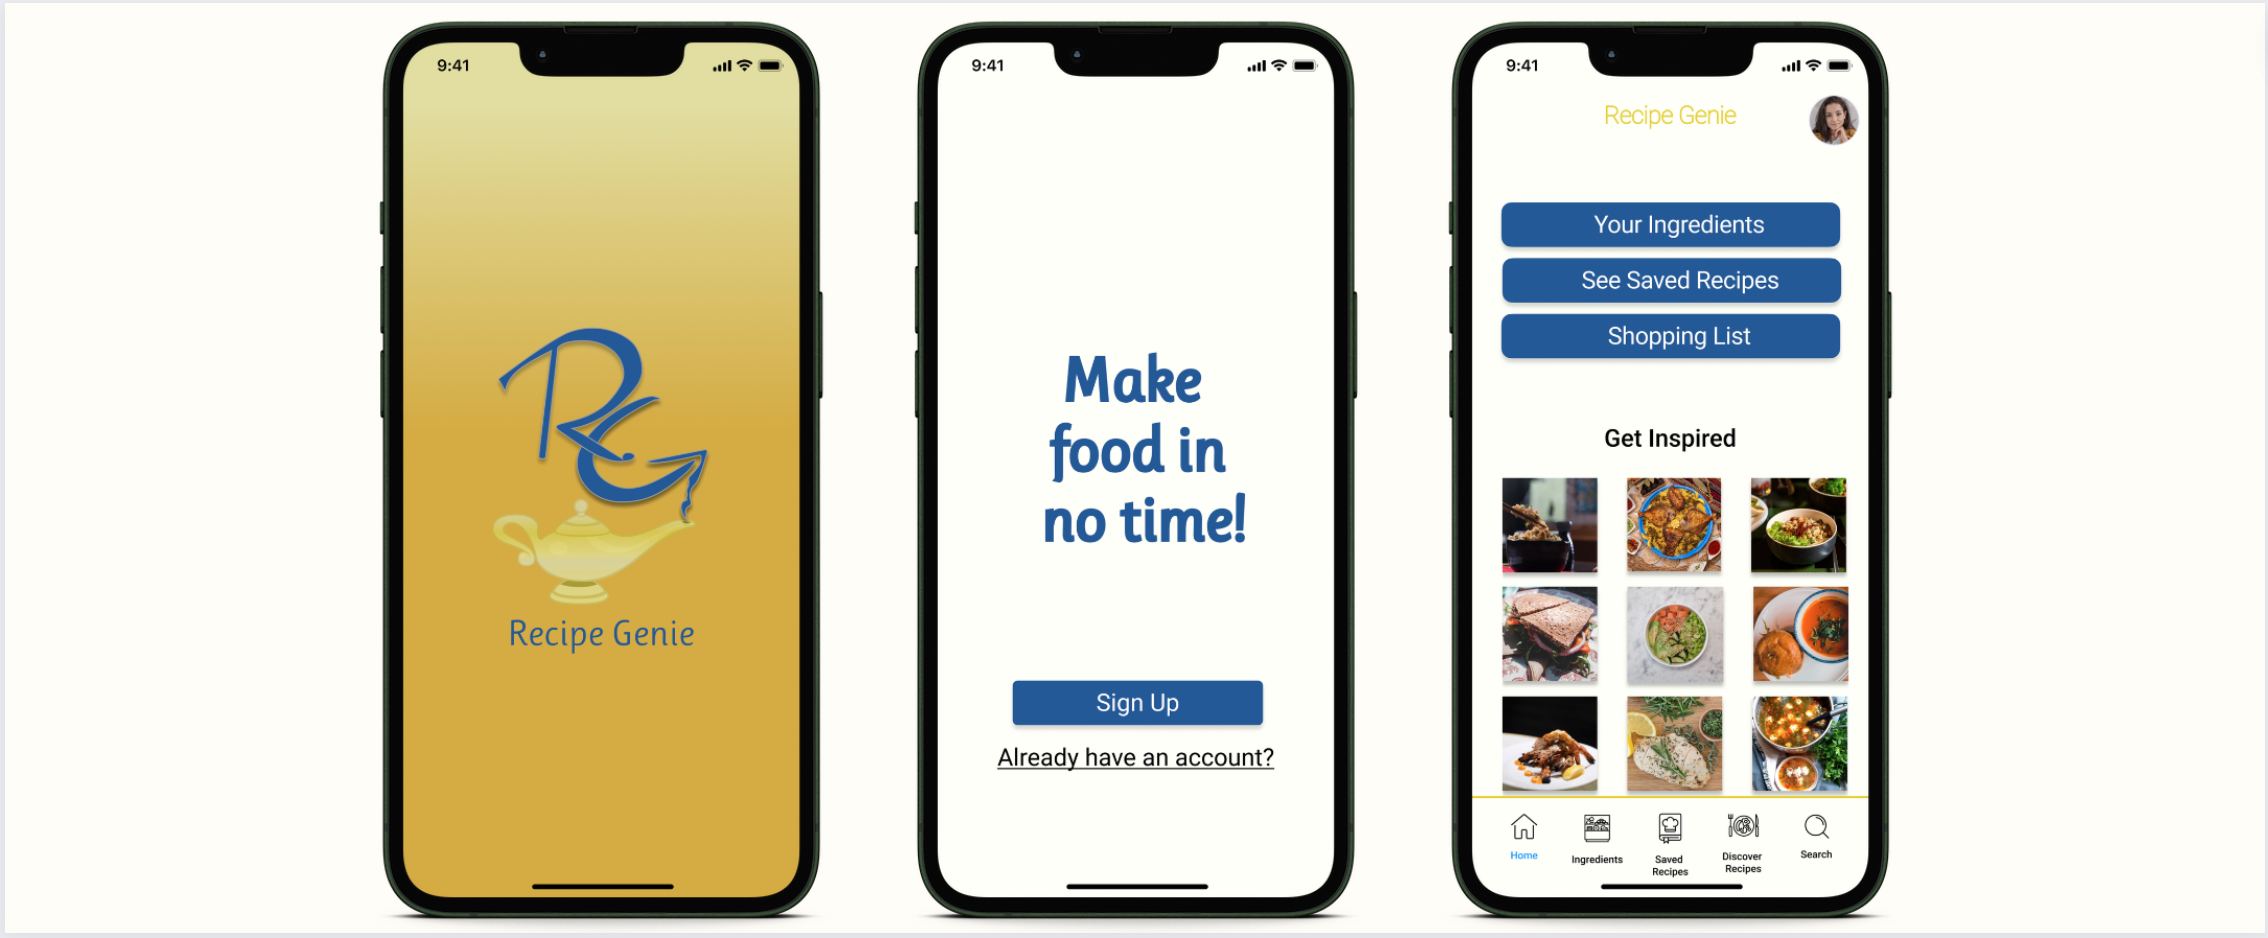 9:41
RG
Recipe Genie
9:41
Make
food in
no time!
Sign Up
Already have an account?
9:41
Recipe Genie
Your Ingredients
See Saved Recipes
Shopping List
Get Inspired
Home
Ingredients
Saved
Recipes
Discover
Recipes
Search